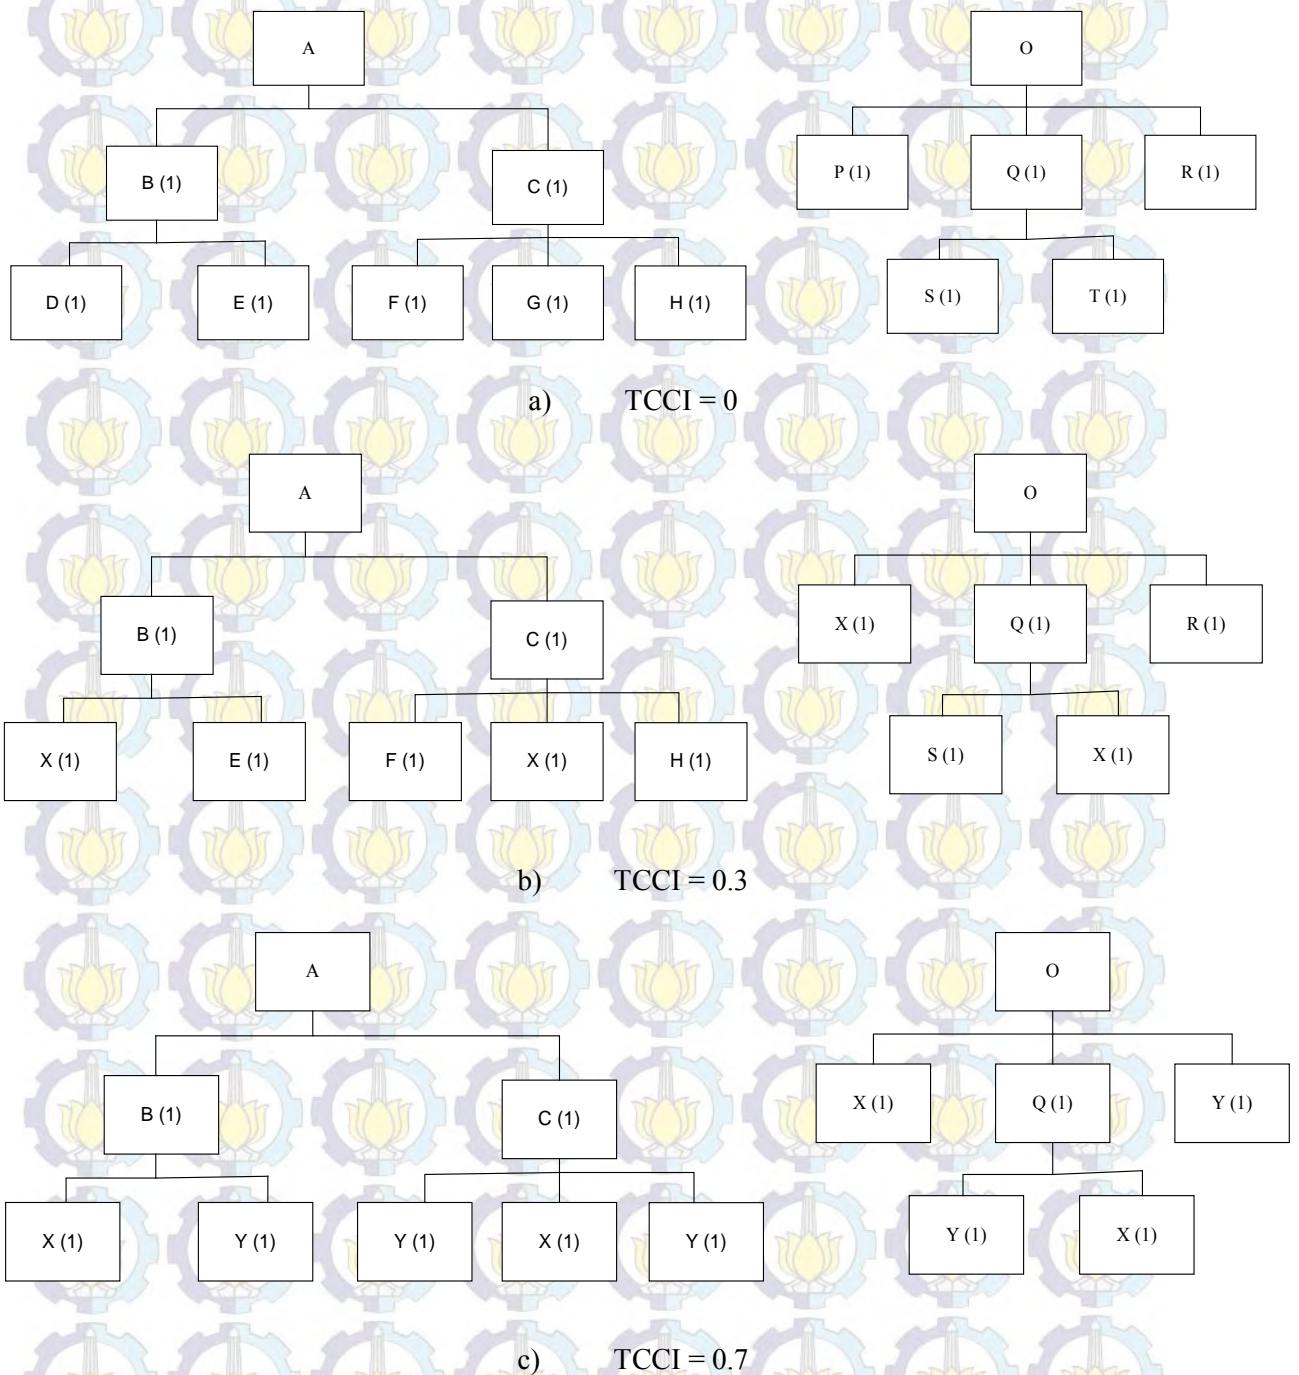 A
O
B (1)
C (1)
P (1)
Q (1)
R (1)
D (1)
E (1)
F (1)
G (1)
H (1)
S (1)
T (1)
a) TCCI = 0
A
O
B (1)
C (1)
X (1)
Q (1)
R (1)
X (1)
E (1)
F (1)
X (1)
H (1)
S (1)
X (1)
b) TCCI = 0.3
A
O
B (1)
C (1)
X (1)
Q (1)
Y (1)
X (1)
Y (1)
Y (1)
X (1)
Y (1)
Y (1)
X (1)
c) TCCI = 0.7